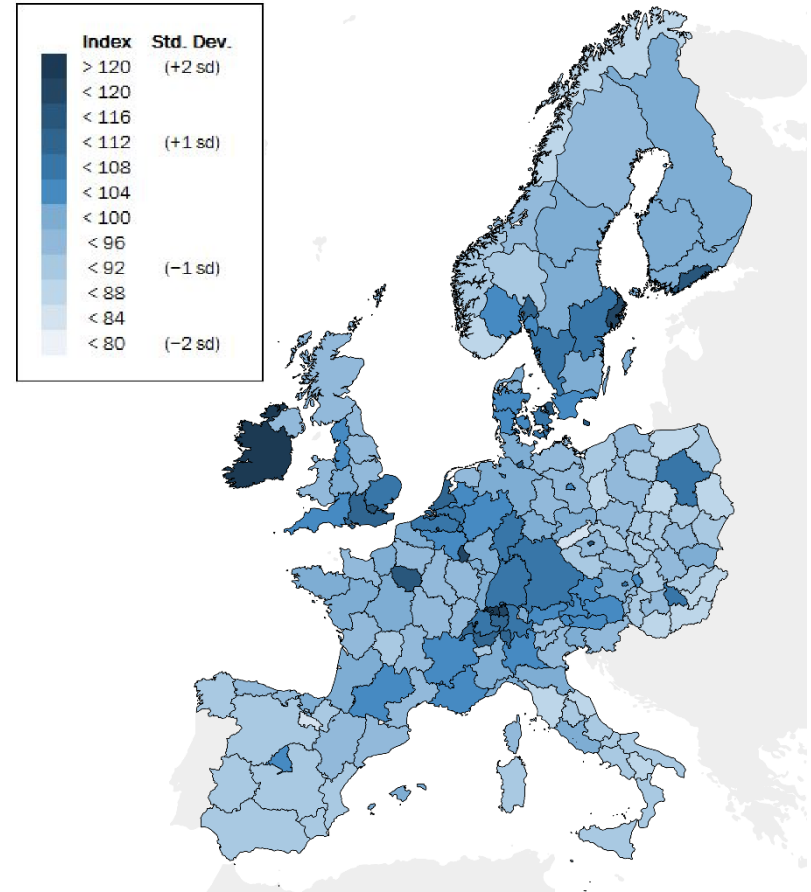 Index Std. Dev.
> 120 (+2 sd)
< 120
< 116
< 112 (+1 sd)
< 108
< 104
< 100
< 96
< 92 (−1 sd)
< 88
< 84
< 80 (−2 sd)